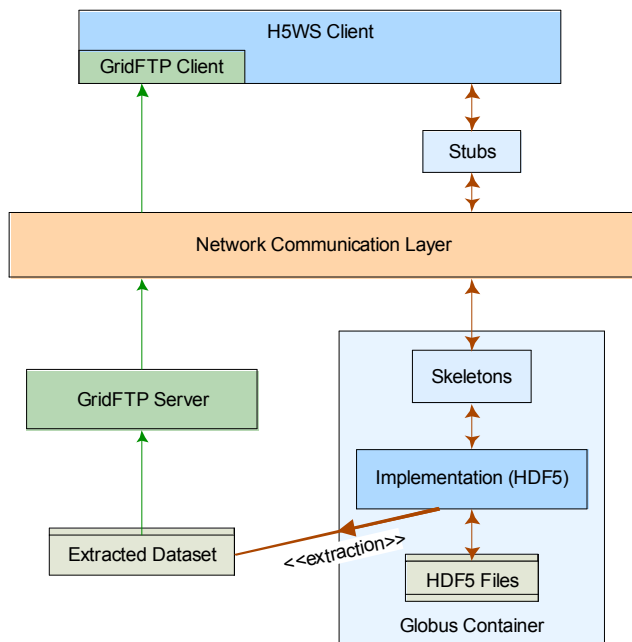 H5WS Client
GridFTP Client
Stubs
Network Communication Layer
Skeletons
GridFTP Server
Implementation (HDF5)
Extracted Dataset
<<extraction>>
HDF5 Files
Globus Container